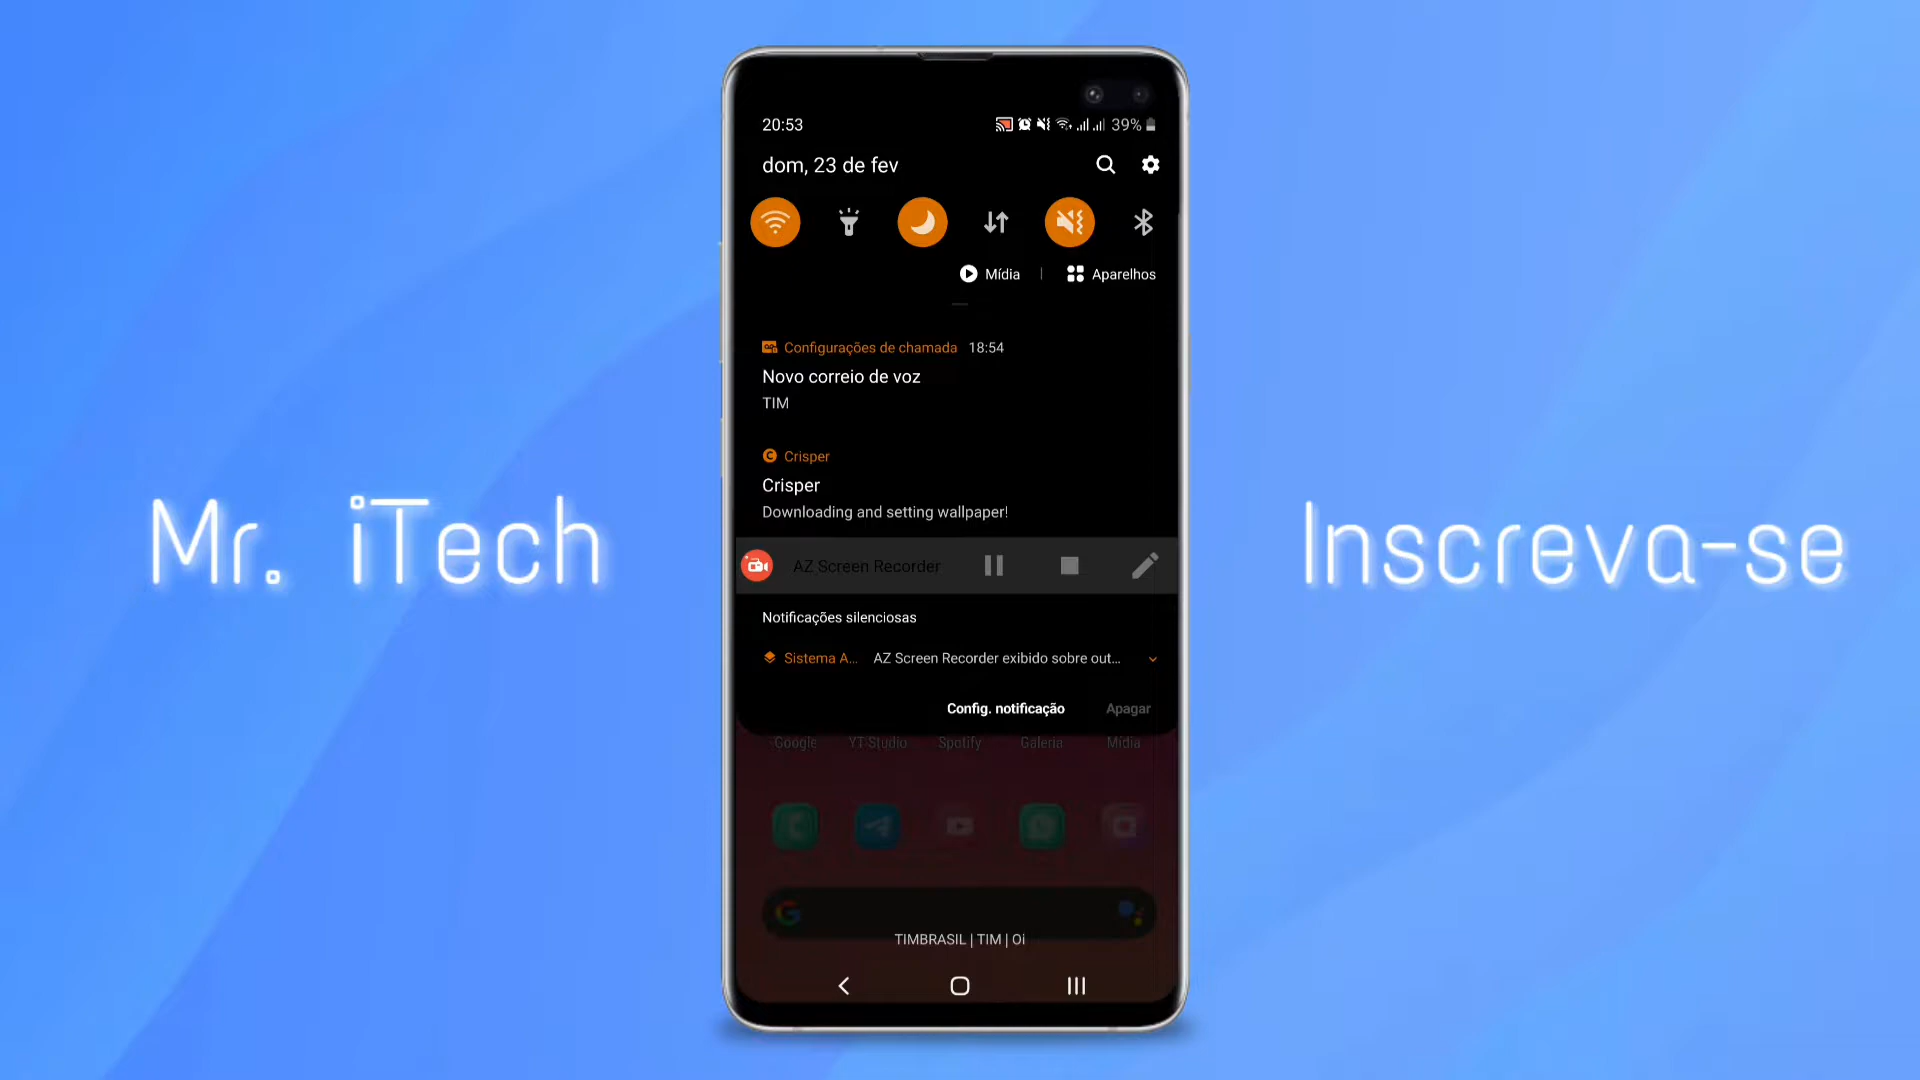 20:53
39%
dom, 23 de fev
Mídia | Aparelhos
Configurações de chamada 18:54
Novo correio de voz
TIM
Crisper
Crisper
Downloading and setting wallpaper!
Mr. iTech
Inscreva-se
AZ Screen Recorder
Notificações silenciosas
Sistema A... AZ Screen Recorder exibido sobre out...
Config. notificação Apagar
Google YT Studio Spotify Galeria Mídia
TIMBRASIL | TIM | Oi